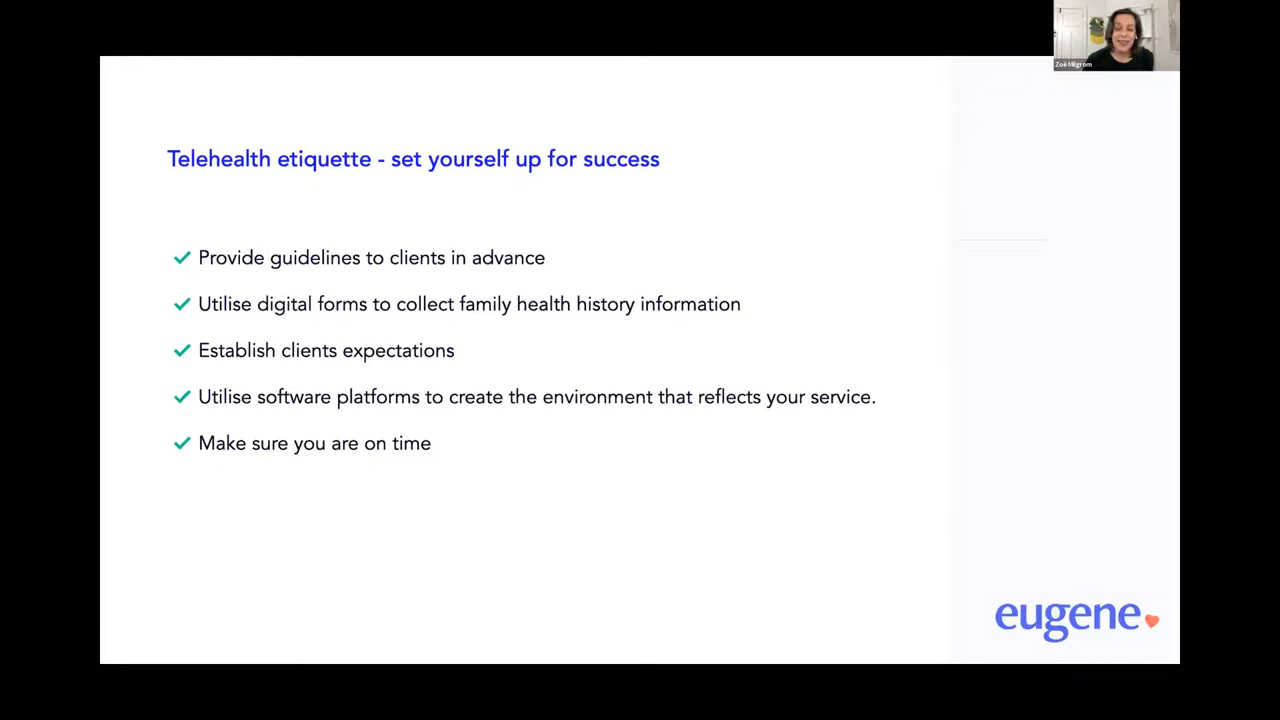 Zoë Milgrom
Telehealth etiquette - set yourself up for success
Provide guidelines to clients in advance
Utilise digital forms to collect family health history information
Establish clients expectations
Utilise software platforms to create the environment that reflects your service.
Make sure you are on time
eugene